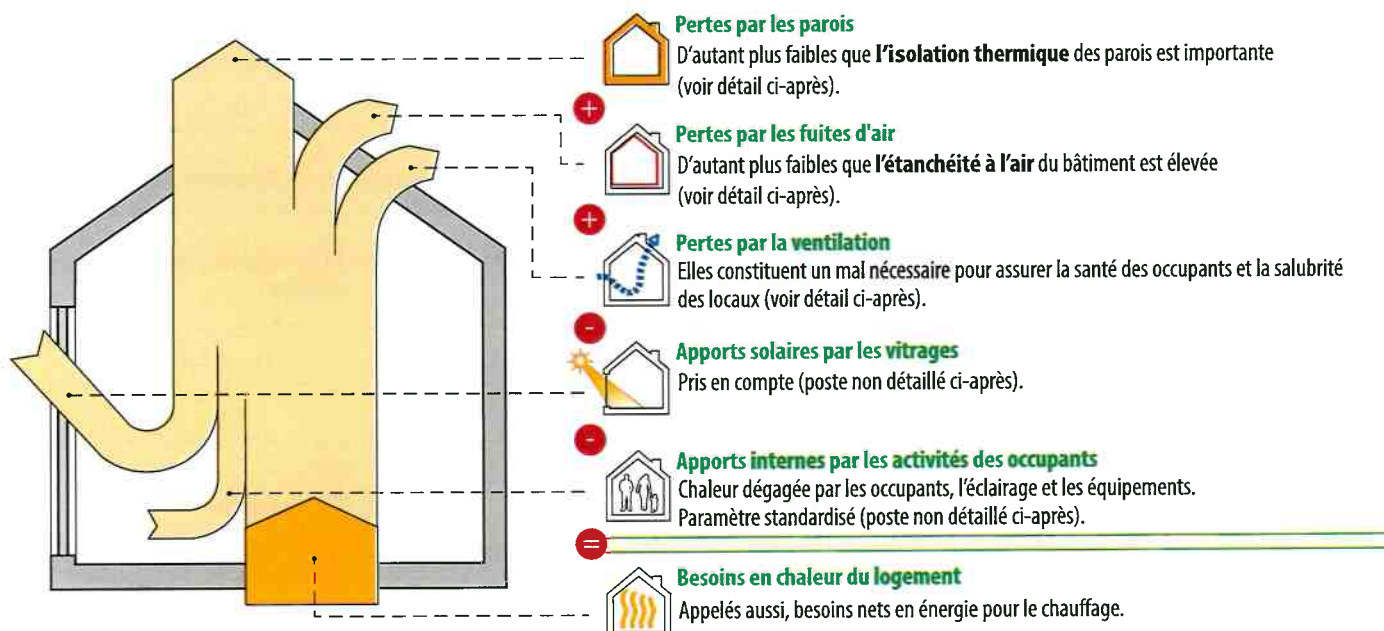 Pertes par les parois
D'autant plus faibles que l'isolation thermique des parois est importante
(voir détail ci-après).
+
Pertes par les fuites d'air
D'autant plus faibles que l'étanchéité à l'air du bâtiment est élevée
(voir détail ci-après).
+
Pertes par la ventilation
Elles constituent un mal nécessaire pour assurer la santé des occupants et la salubrité
des locaux (voir détail ci-après).
-
Apports solaires par les vitrages
Pris en compte (poste non détaillé ci-après).
-
Apports internes par les activités des occupants
Chaleur dégagée par les occupants, l'éclairage et les équipements.
Paramètre standardisé (poste non détaillé ci-après).
=
Besoins en chaleur du logement
Appelés aussi, besoins nets en énergie pour le chauffage.